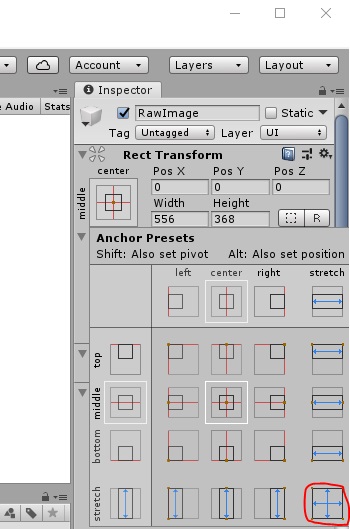 Account
Layers
Layout
e Audio
Stats
Inspector
RawImage
Static
Tag
Untagged
Layer
UI
Rect Transform
center
Pos X
Pos Y
Pos Z
middle
0
0
0
Width
Height
556
368
R
Anchor Presets
Shift: Also set pivot
Alt: Also set position
left
center
right
stretch
top
middle
bottom
stretch